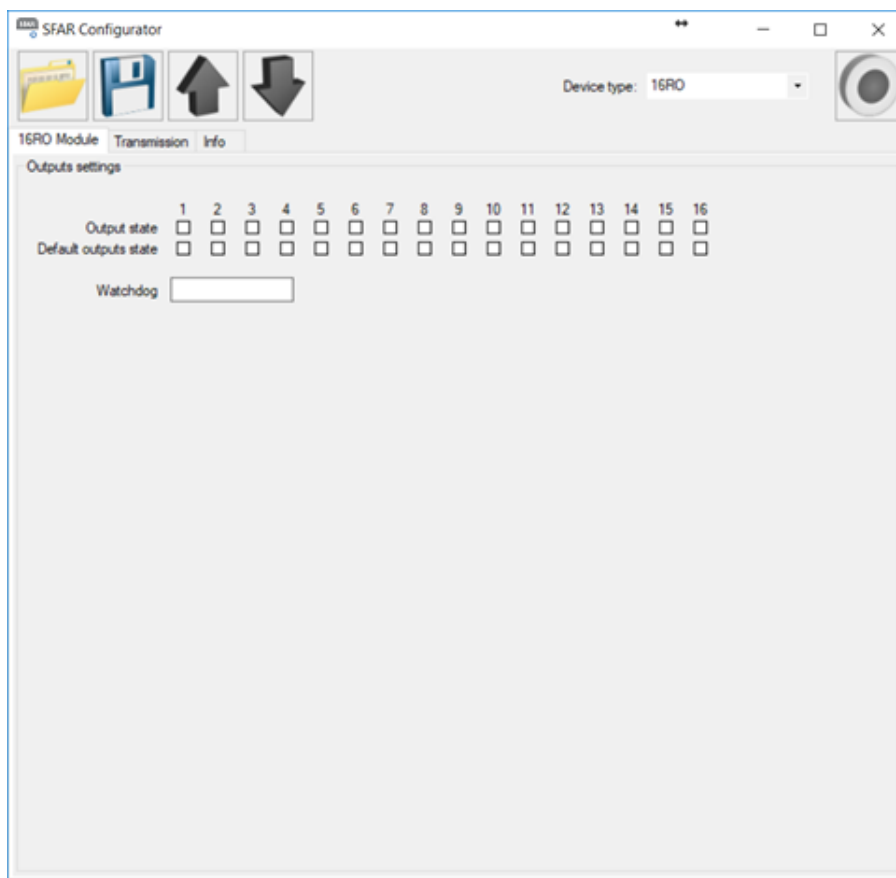 SFAR Configurator
Device type: 16RO
16RO Module Transmission Info
Outputs settings
1 2 3 4 5 6 7 8 9 10 11 12 13 14 15 16
Output state
Default outputs state
Watchdog